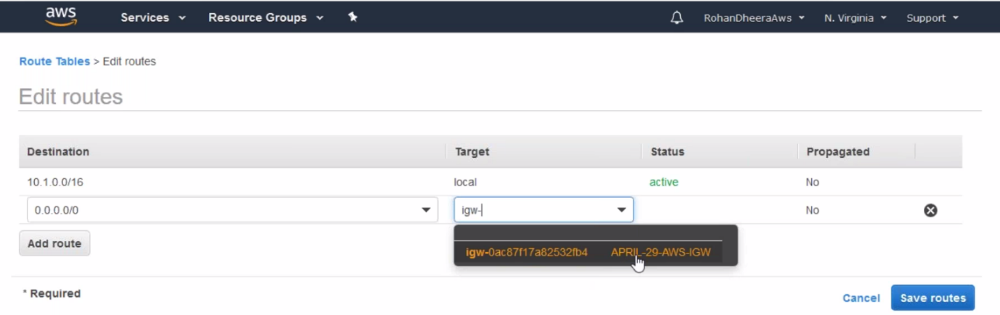 aws Services Resource Groups RohanDheeraAws N. Virginia Support
Route Tables > Edit routes
Edit routes
Destination Target Status Propagated
10.1.0.0/16 local active No
0.0.0.0/0 igw- No
Add route
igw-0ac87f17a82532fb4 APRIL-29-AWS-IGW
* Required
Cancel Save routes